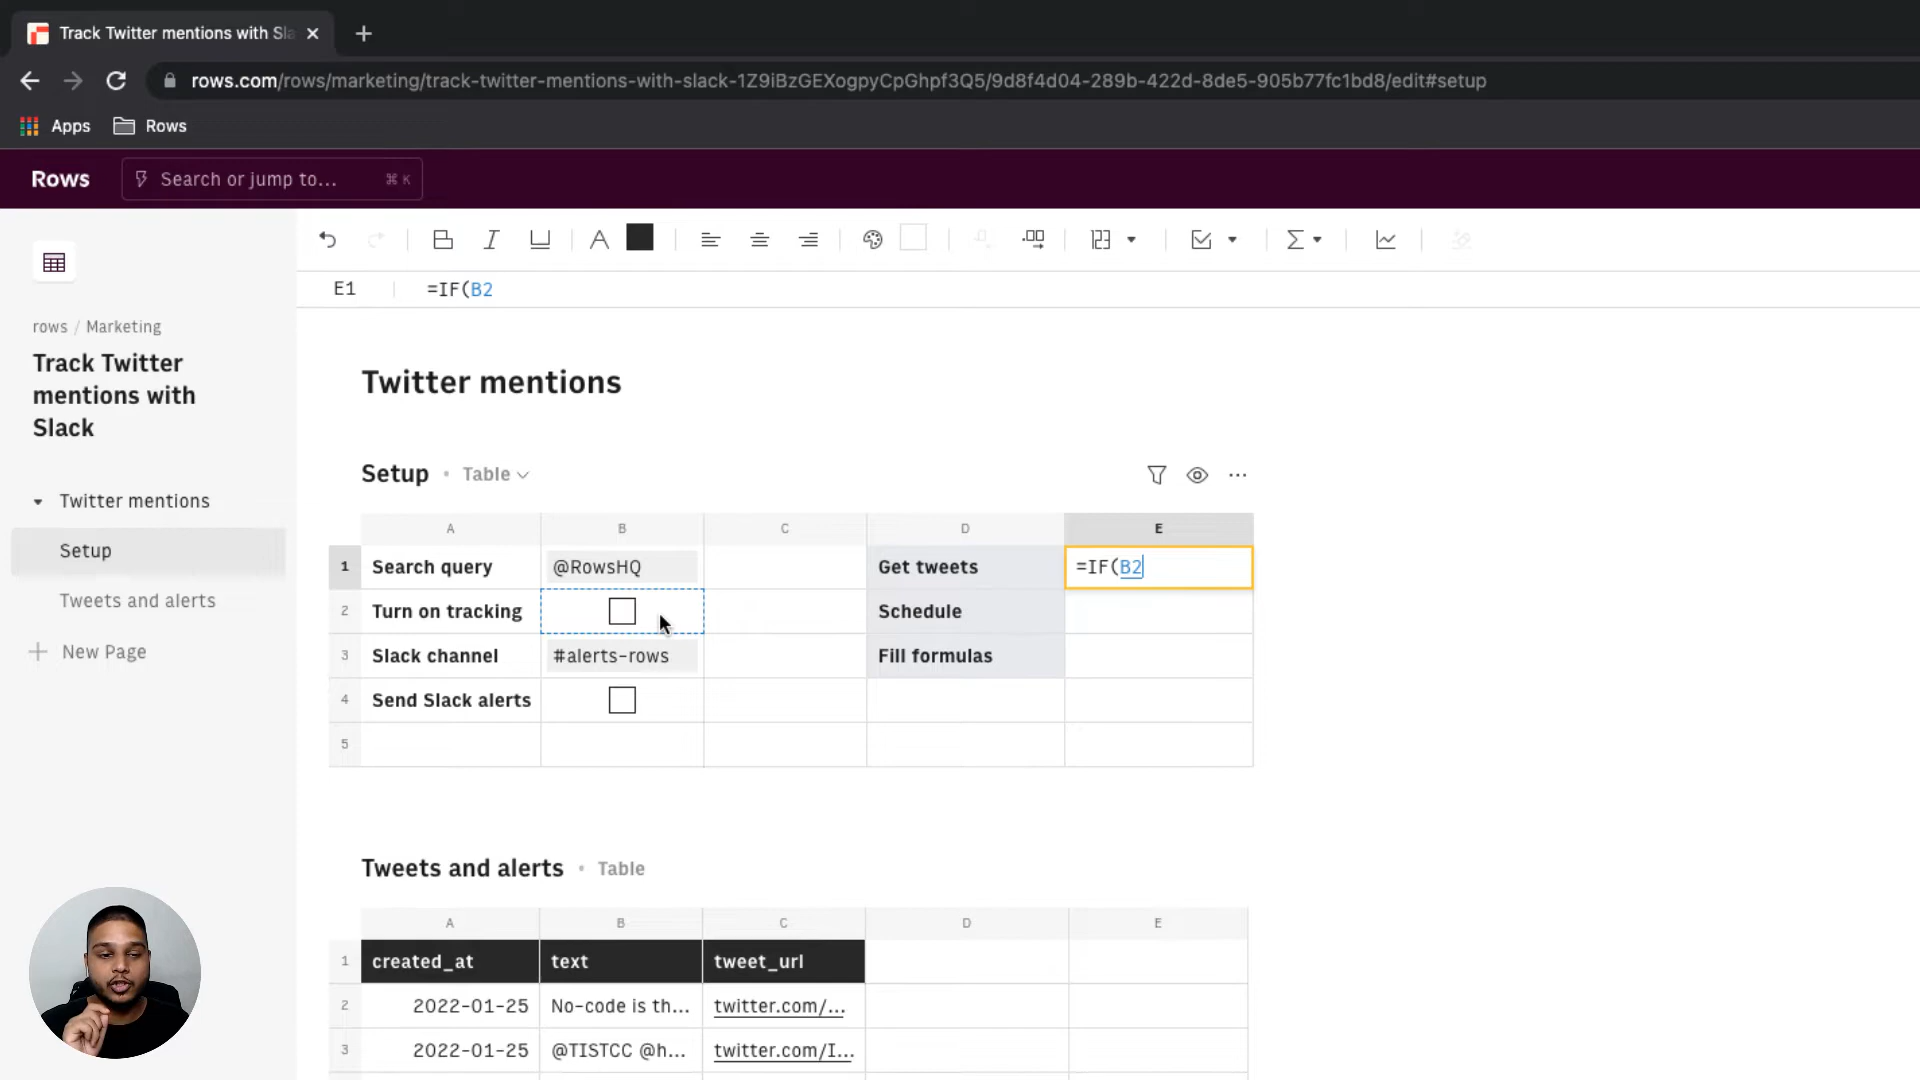 Track Twitter mentions with Sla
rows.com/rows/marketing/track-twitter-mentions-with-slack-1Z9iBzGEXogpyCpGhpf3Q5/9d8f4d04-289b-422d-8de5-905b77fc1bd8/edit#setup
Apps Rows
Rows Search or jump to... ⌘ K
E1 =IF(B2
rows / Marketing
Track Twitter
mentions with
Slack
Twitter mentions
Setup
Tweets and alerts
New Page
Twitter mentions
Setup • Table
A B C D E
1 Search query @RowsHQ Get tweets =IF(B2
2 Turn on tracking Schedule
3 Slack channel #alerts-rows Fill formulas
4 Send Slack alerts
5
Tweets and alerts • Table
A B C D E
1 created_at text tweet_url
2 2022-01-25 No-code is th... twitter.com/...
3 2022-01-25 @TISTCC @h... twitter.com/I...